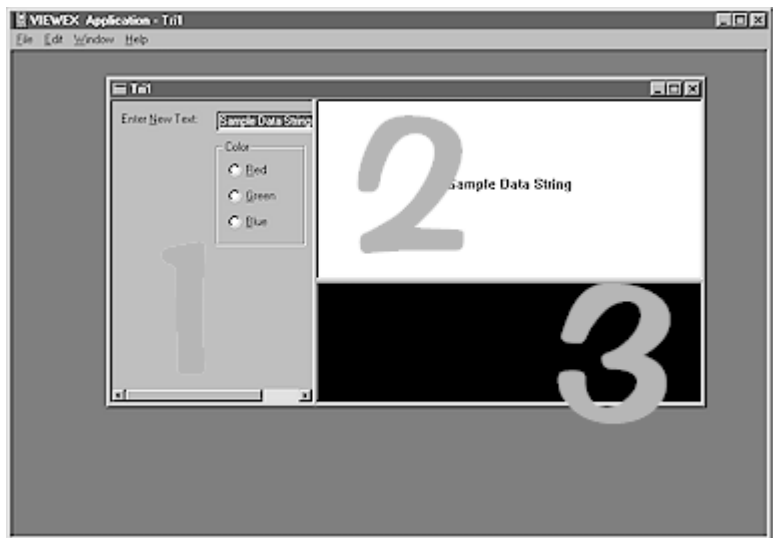 VIEWEX Application - Tri1
File Edit Window Help
Tri1
Enter New Text: Sample Data String
Color
Red
Green
Blue
1
2
Sample Data String
3